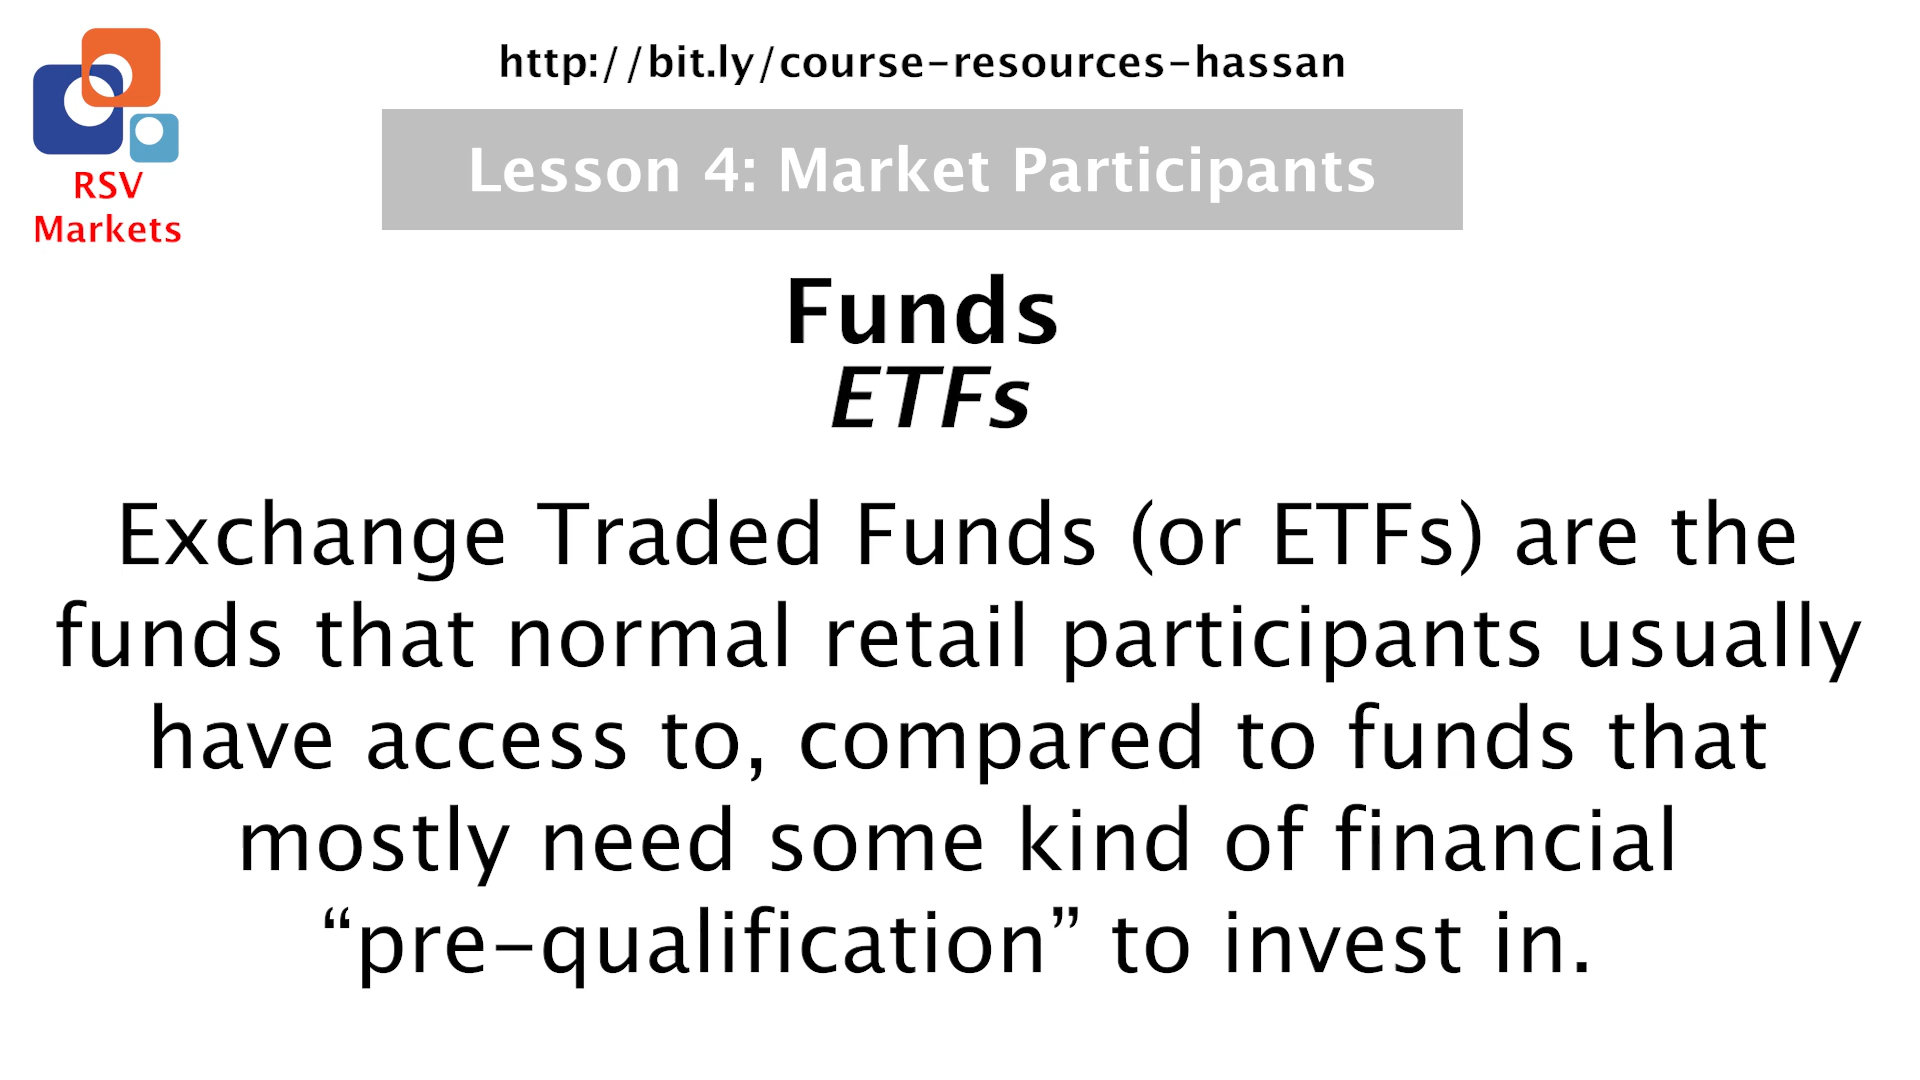 http://bit.ly/course-resources-hassan
RSV
Markets
Lesson 4: Market Participants
Funds
ETFs
Exchange Traded Funds (or ETFs) are the
funds that normal retail participants usually
have access to, compared to funds that
mostly need some kind of financial
“pre-qualification” to invest in.